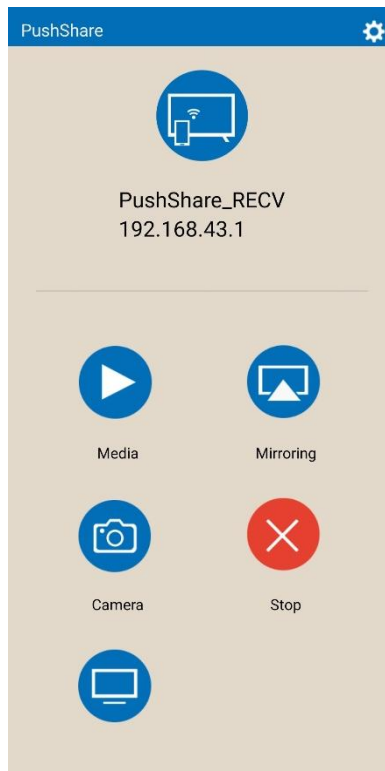 PushShare
PushShare_RECV
192.168.43.1
Media
Mirroring
Camera
Stop